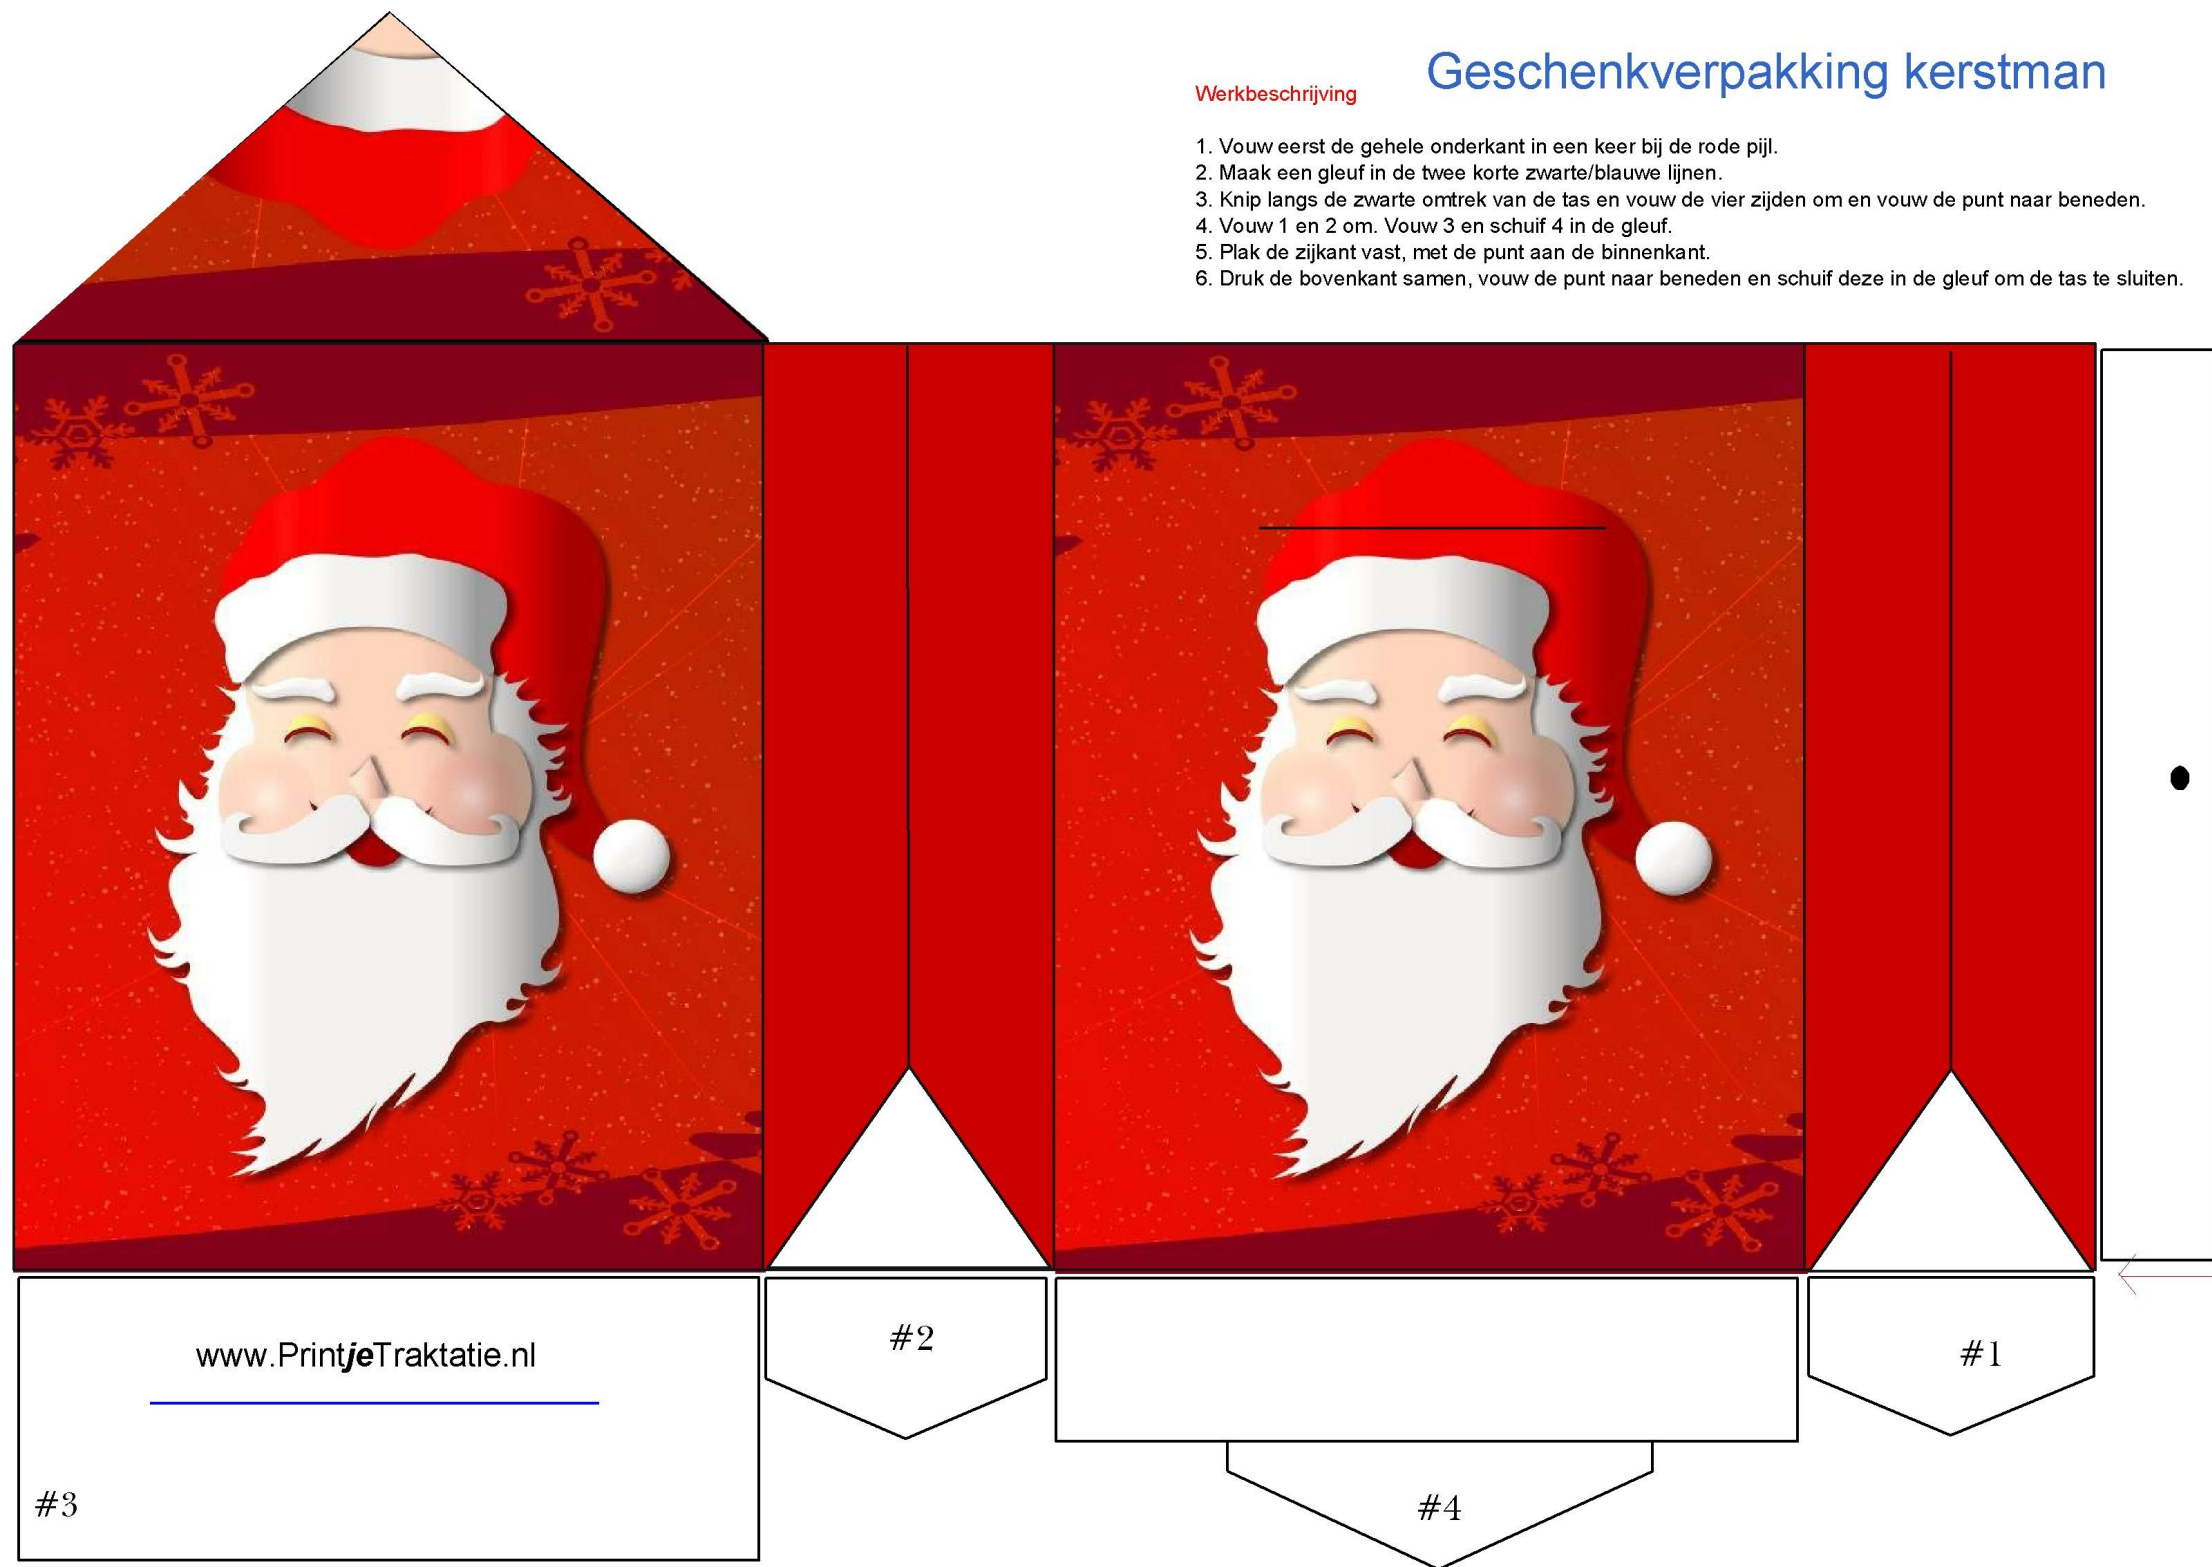 Geschenkverpakking kerstman
Werkbeschrijving
1. Vouw eerst de gehele onderkant in een keer bij de rode pijl.
2. Maak een gleuf in de twee korte zwarte/blauwe lijnen.
3. Knip langs de zwarte omtrek van de tas en vouw de vier zijden om en vouw de punt naar beneden.
4. Vouw 1 en 2 om. Vouw 3 en schuif 4 in de gleuf.
5. Plak de zijkant vast, met de punt aan de binnenkant.
6. Druk de bovenkant samen, vouw de punt naar beneden en schuif deze in de gleuf om de tas te sluiten.
www.PrintjeTraktatie.nl
#3
#2
#4
#1